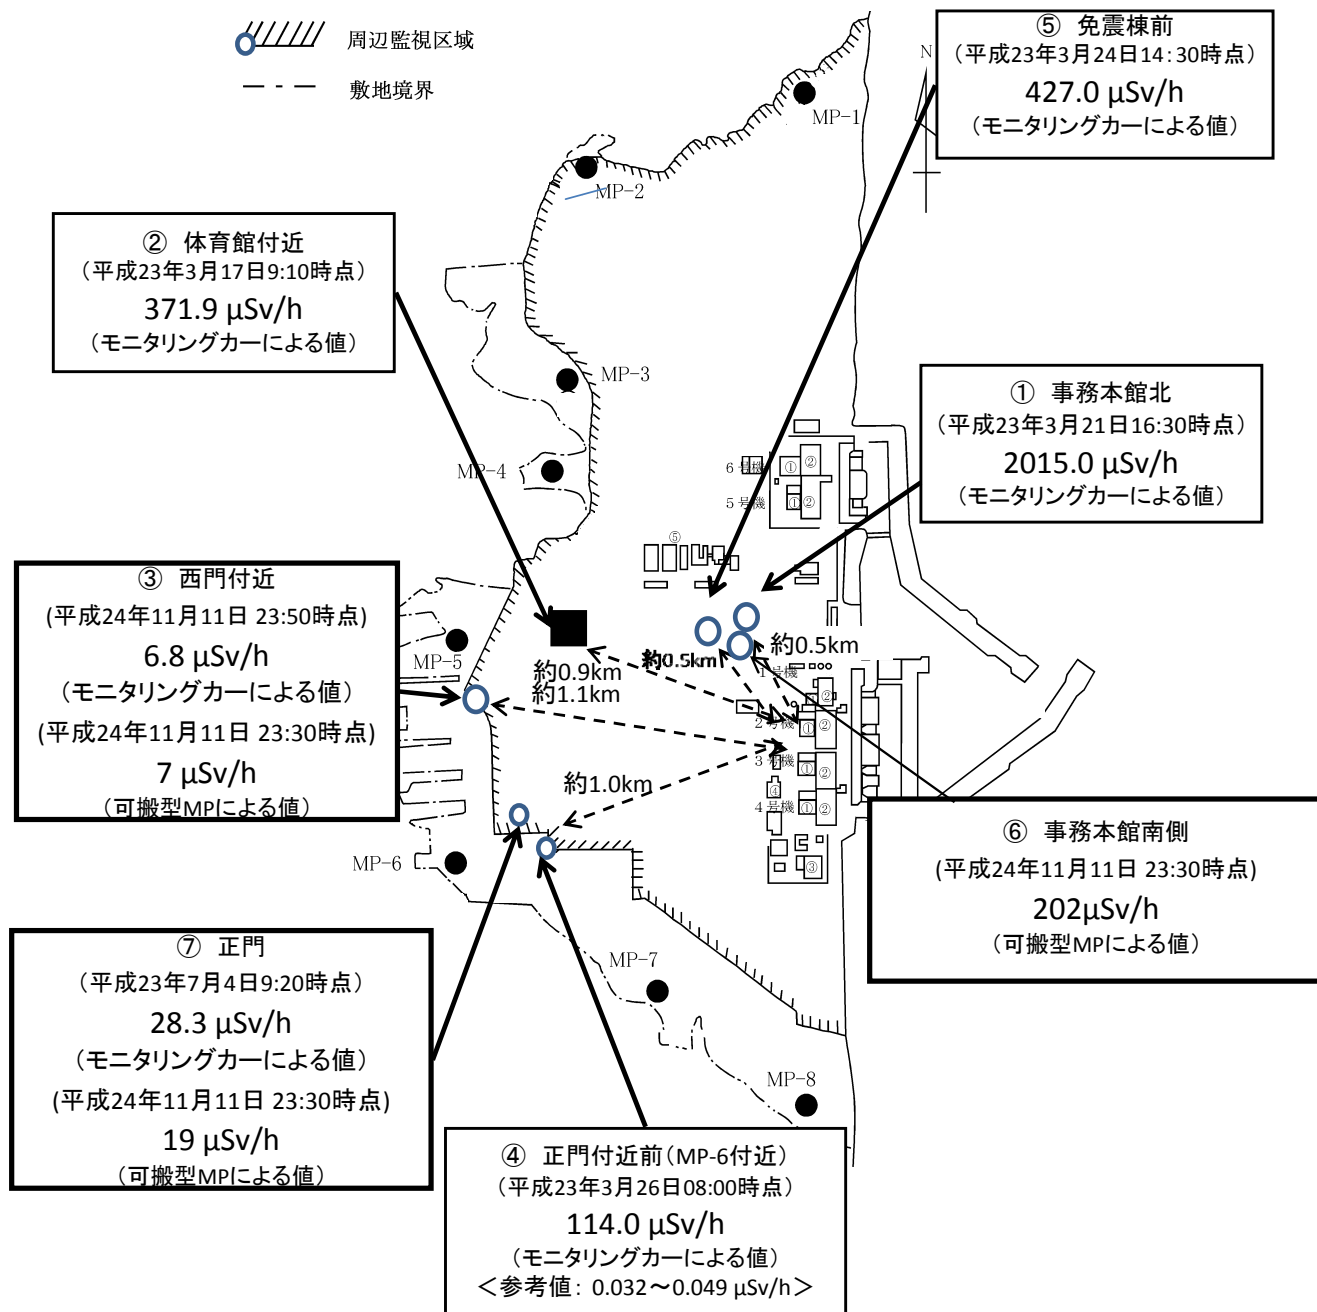 周辺監視区域
敷地境界
⑤ 免震棟前
（平成23年3月24日14：30時点）
427.0 μSv/h
（モニタリングカーによる値）
N
MP-1
MP-2
② 体育館付近
（平成23年3月17日9:10時点）
371.9 μSv/h
（モニタリングカーによる値）
MP-3
① 事務本館北
（平成23年3月21日16:30時点）
2015.0 μSv/h
（モニタリングカーによる値）
MP-4
6号機
① ②
5号機
① ②
⑤
③ 西門付近
(平成24年11月11日 23:50時点)
6.8 μSv/h
（モニタリングカーによる値）
(平成24年11月11日 23:30時点)
7 μSv/h
（可搬型MPによる値）
MP-5
約0.9km
約1.1km
約0.5km
約0.5km
1号機
②
2号機
① ②
3号機
① ②
約1.0km
④
4号機
① ②
③
MP-6
⑥ 事務本館南側
(平成24年11月11日 23:30時点)
202μSv/h
（可搬型MPによる値）
⑦ 正門
（平成23年7月4日9:20時点）
28.3 μSv/h
（モニタリングカーによる値）
(平成24年11月11日 23:30時点)
19 μSv/h
（可搬型MPによる値）
MP-7
MP-8
④ 正門付近前（MP-6付近）
（平成23年3月26日08:00時点）
114.0 μSv/h
（モニタリングカーによる値）
＜参考値：0.032～0.049 μSv/h＞